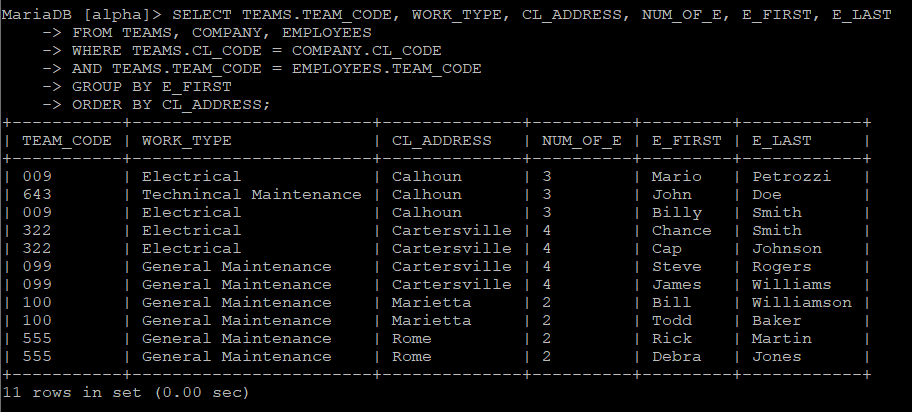 MariaDB [alpha]> SELECT TEAMS.TEAM_CODE, WORK_TYPE, CL_ADDRESS, NUM_OF_E, E_FIRST, E_LAST
    -> FROM TEAMS, COMPANY, EMPLOYEES
    -> WHERE TEAMS.CL_CODE = COMPANY.CL_CODE
    -> AND TEAMS.TEAM_CODE = EMPLOYEES.TEAM_CODE
    -> GROUP BY E_FIRST
    -> ORDER BY CL_ADDRESS;
+-----------+------------------------+--------------+----------+---------+------------+
| TEAM_CODE | WORK_TYPE              | CL_ADDRESS   | NUM_OF_E | E_FIRST | E_LAST     |
+-----------+------------------------+--------------+----------+---------+------------+
| 009       | Electrical             | Calhoun      | 3        | Mario   | Petrozzi   |
| 643       | Technincal Maintenance | Calhoun      | 3        | John    | Doe        |
| 009       | Electrical             | Calhoun      | 3        | Billy   | Smith      |
| 322       | Electrical             | Cartersville | 4        | Chance  | Smith      |
| 322       | Electrical             | Cartersville | 4        | Cap     | Johnson    |
| 099       | General Maintenance    | Cartersville | 4        | Steve   | Rogers     |
| 099       | General Maintenance    | Cartersville | 4        | James   | Williams   |
| 100       | General Maintenance    | Marietta     | 2        | Bill    | Williamson |
| 100       | General Maintenance    | Marietta     | 2        | Todd    | Baker      |
| 555       | General Maintenance    | Rome         | 2        | Rick    | Martin     |
| 555       | General Maintenance    | Rome         | 2        | Debra   | Jones      |
+-----------+------------------------+--------------+----------+---------+------------+
11 rows in set (0.00 sec)